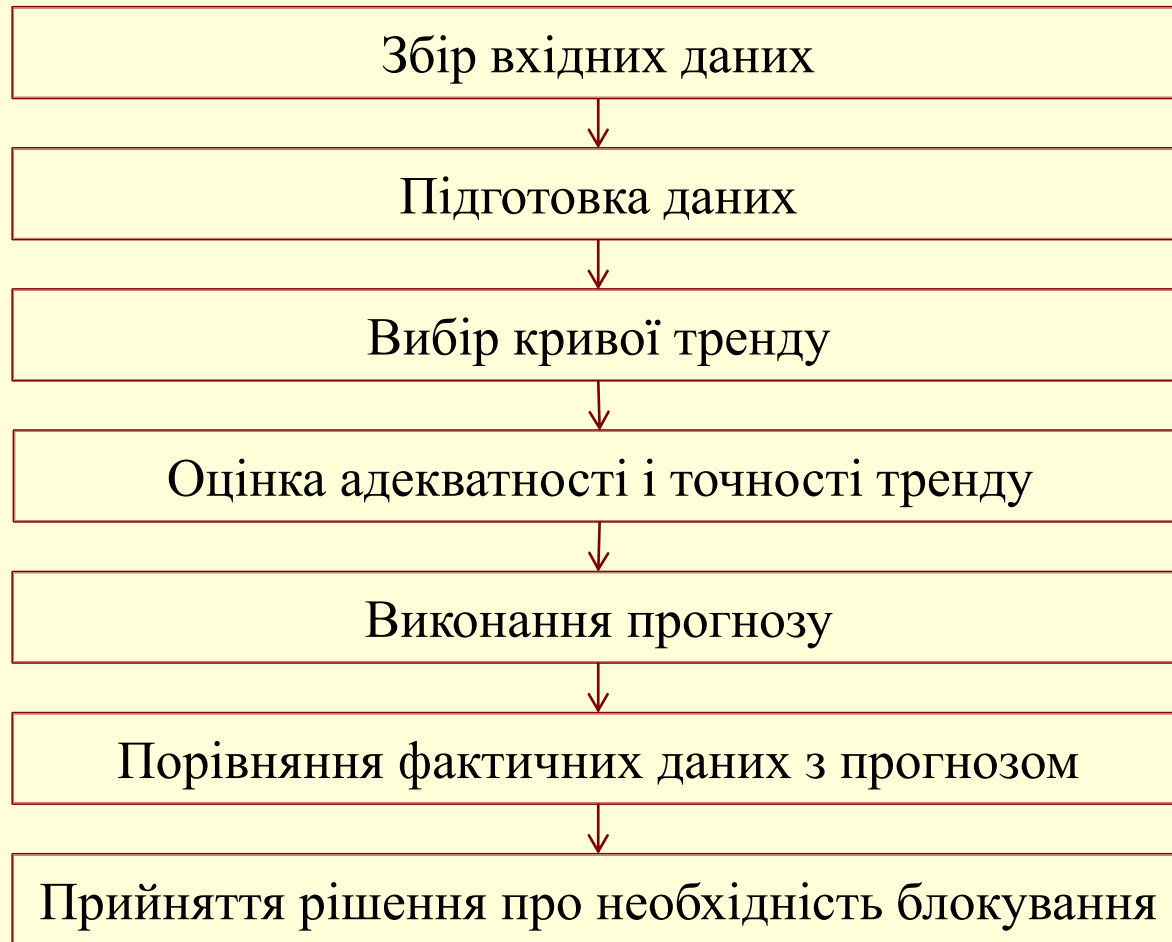 Збір вхідних даних
Підготовка даних
Вибір кривої тренду
Оцінка адекватності і точності тренду
Виконання прогнозу
Порівняння фактичних даних з прогнозом
Прийняття рішення про необхідність блокування